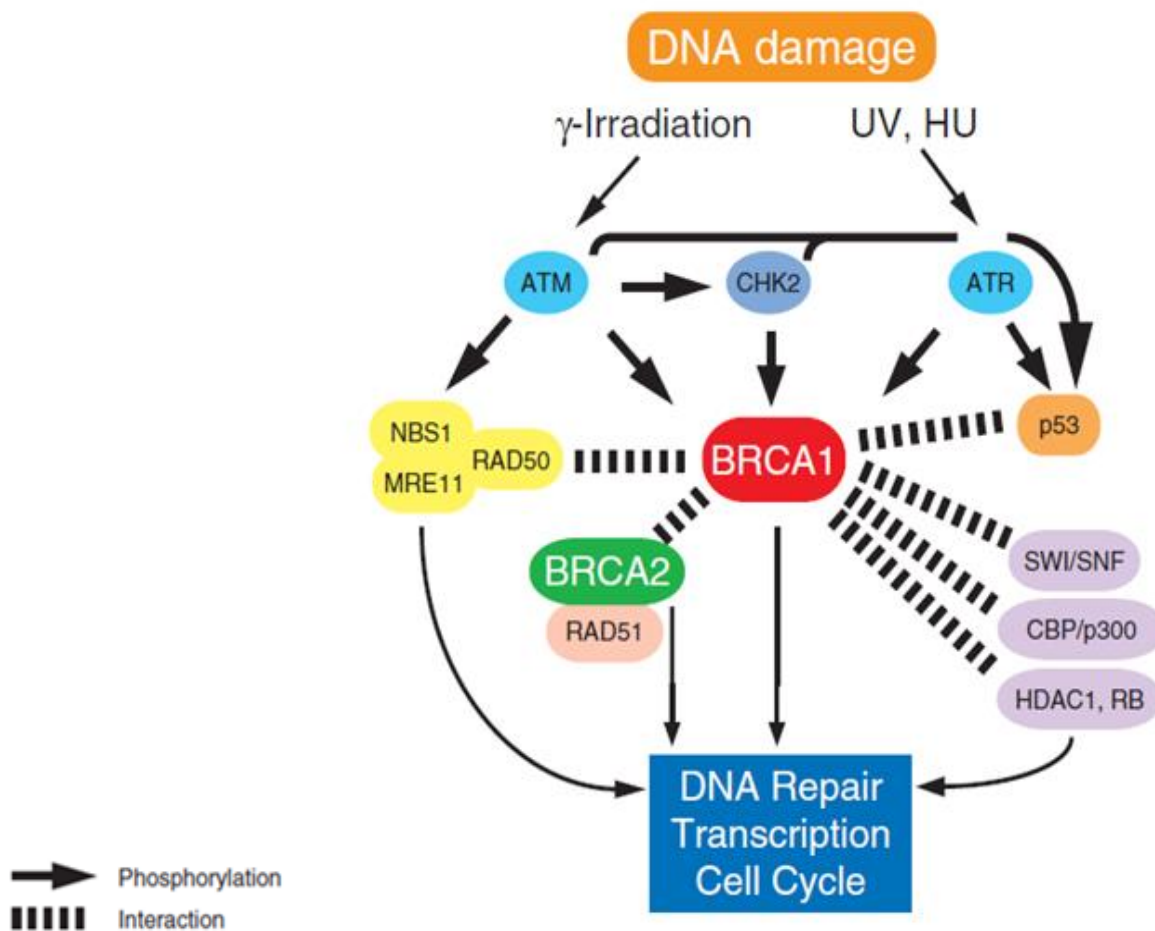 DNA damage
γ-Irradiation
UV, HU
ATM
CHK2
ATR
NBS1
RAD50
MRE11
BRCA1
p53
BRCA2
RAD51
SWI/SNF
CBP/p300
HDAC1, RB
DNA Repair
Transcription
Cell Cycle
Phosphorylation
Interaction